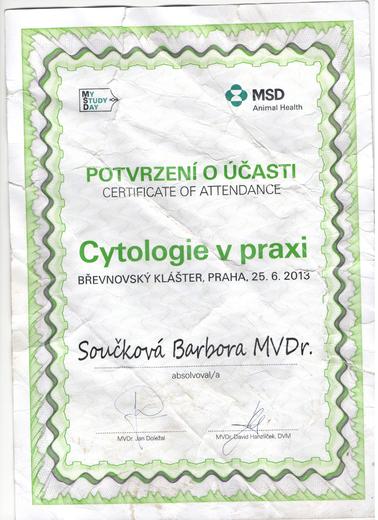 MY
STUDY
DAY
MSD
Animal Health
POTVRZENÍ O ÚČASTI
CERTIFICATE OF ATTENDANCE
Cytologie v praxi
BŘEVNOVSKÝ KLÁŠTER, PRAHA, 25. 6. 2013
Součková Barbora MVDr.
absolvoval/a
MVDr. Jan Doležal
MVDr. David Hanzlíček, DVM